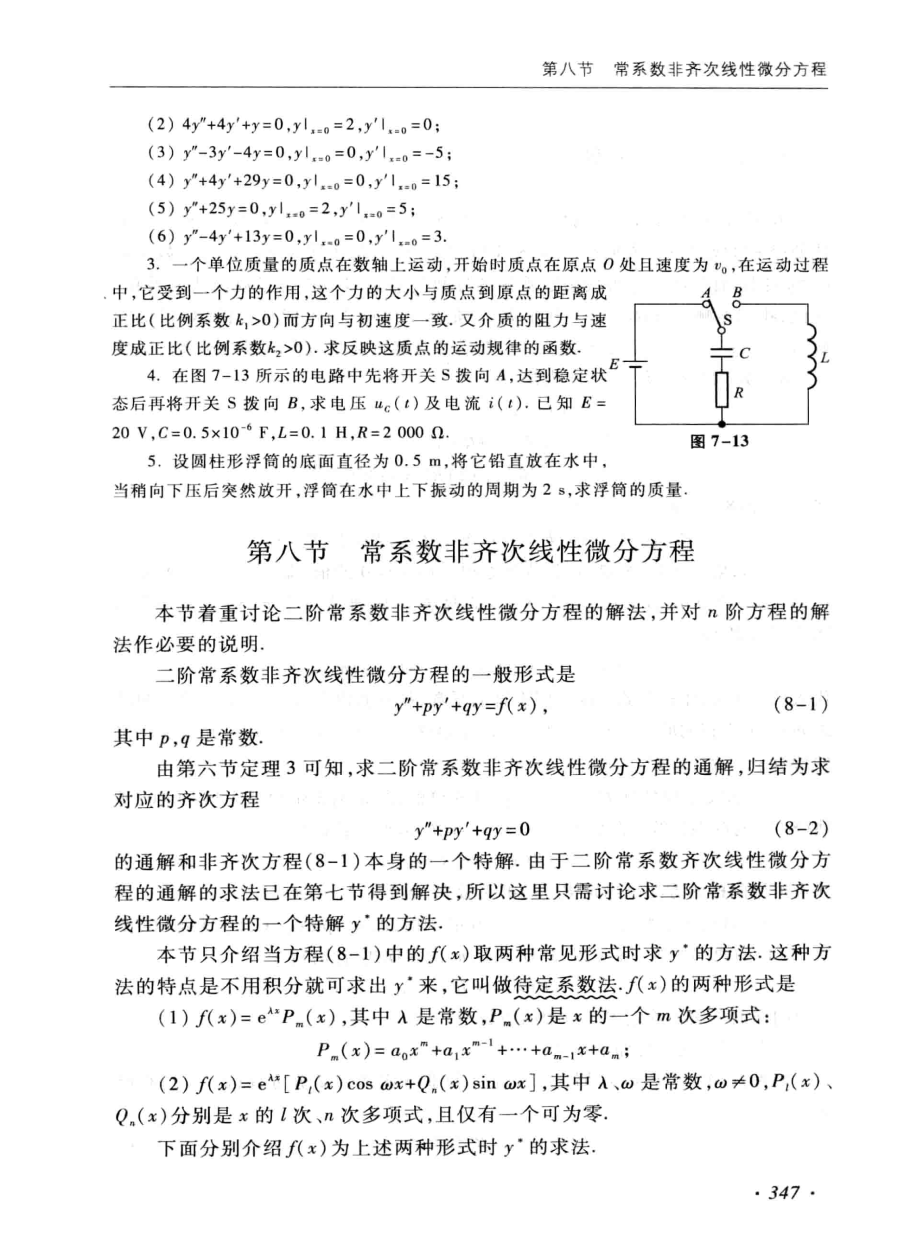 第八节　常系数非齐次线性微分方程
(2) 4y″+4y′+y=0,y|ₓ₌₀=2,y′|ₓ₌₀=0;
(3) y″-3y′-4y=0,y|ₓ₌₀=0,y′|ₓ₌₀=-5;
(4) y″+4y′+29y=0,y|ₓ₌₀=0,y′|ₓ₌₀=15;
(5) y″+25y=0,y|ₓ₌₀=2,y′|ₓ₌₀=5;
(6) y″-4y′+13y=0,y|ₓ₌₀=0,y′|ₓ₌₀=3.
3. 一个单位质量的质点在数轴上运动,开始时质点在原点 O 处且速度为 v₀,在运动过程
中,它受到一个力的作用,这个力的大小与质点到原点的距离成
正比(比例系数 k₁>0)而方向与初速度一致. 又介质的阻力与速
度成正比(比例系数k₂>0). 求反映这质点的运动规律的函数.
4. 在图 7-13 所示的电路中先将开关 S 拨向 A,达到稳定状
态后再将开关 S 拨向 B,求电压 u_C(t)及电流 i(t). 已知 E=
20 V,C=0.5×10⁻⁶ F,L=0.1 H,R=2 000 Ω.
5. 设圆柱形浮筒的底面直径为 0.5 m,将它铅直放在水中,
当稍向下压后突然放开,浮筒在水中上下振动的周期为 2 s,求浮筒的质量.
A
B
S
C
L
E
R
图 7-13
第八节　常系数非齐次线性微分方程
本节着重讨论二阶常系数非齐次线性微分方程的解法,并对 n 阶方程的解
法作必要的说明.
二阶常系数非齐次线性微分方程的一般形式是
y″+py′+qy=f(x), (8-1)
其中 p,q 是常数.
由第六节定理 3 可知,求二阶常系数非齐次线性微分方程的通解,归结为求
对应的齐次方程
y″+py′+qy=0 (8-2)
的通解和非齐次方程(8-1)本身的一个特解. 由于二阶常系数齐次线性微分方
程的通解的求法已在第七节得到解决,所以这里只需讨论求二阶常系数非齐次
线性微分方程的一个特解 y* 的方法.
本节只介绍当方程(8-1)中的 f(x)取两种常见形式时求 y* 的方法. 这种方
法的特点是不用积分就可求出 y* 来,它叫做待定系数法. f(x)的两种形式是
(1) f(x)=e^{λx}P_m(x),其中 λ 是常数,P_m(x)是 x 的一个 m 次多项式:
P_m(x)=a₀x^m+a₁x^{m-1}+⋯+a_{m-1}x+a_m;
(2) f(x)=e^{λx}[P_l(x)cos ωx+Q_n(x)sin ωx],其中 λ、ω 是常数,ω≠0,P_l(x)、
Q_n(x)分别是 x 的 l 次、n 次多项式,且仅有一个可为零.
下面分别介绍 f(x)为上述两种形式时 y* 的求法.
· 347 ·